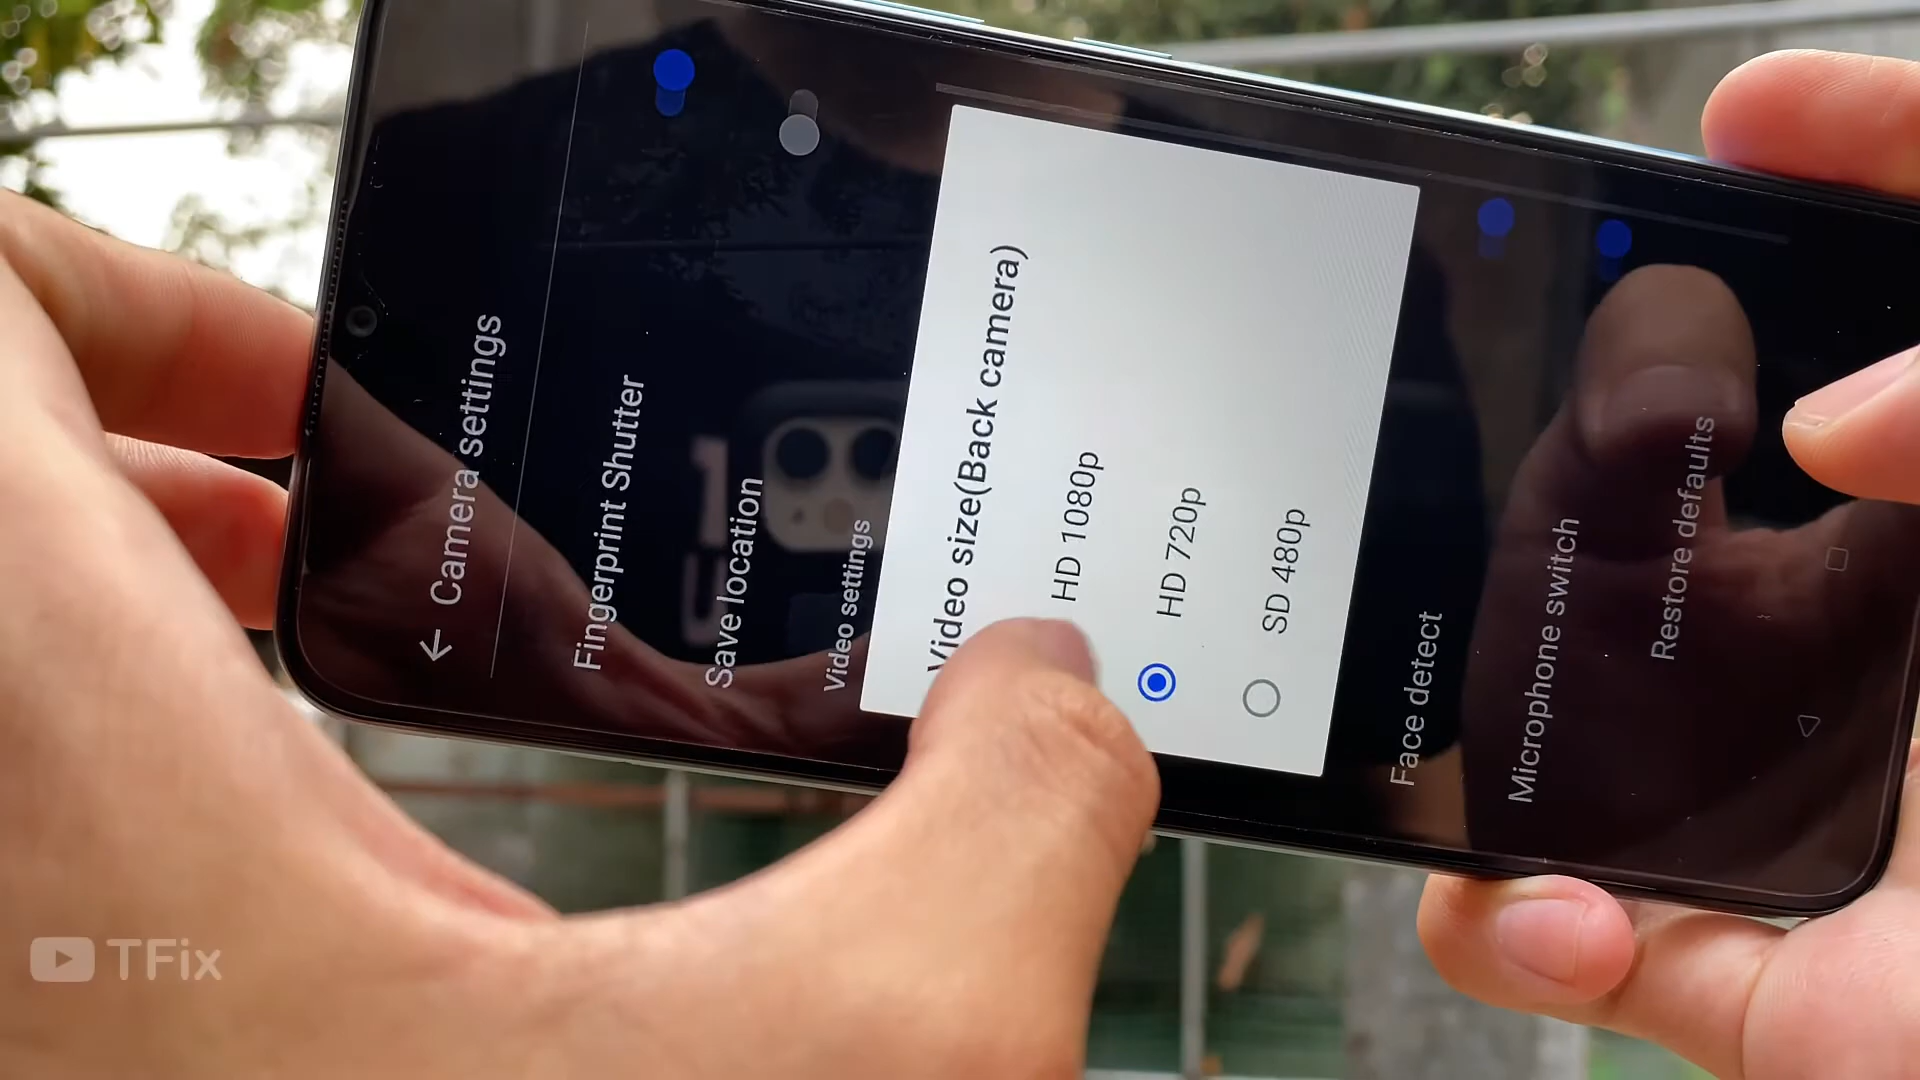 Camera settings
Fingerprint Shutter
Save location
Video settings
Video size(Back camera)
HD 1080p
HD 720p
SD 480p
Face detect
Microphone switch
Restore defaults
TFix